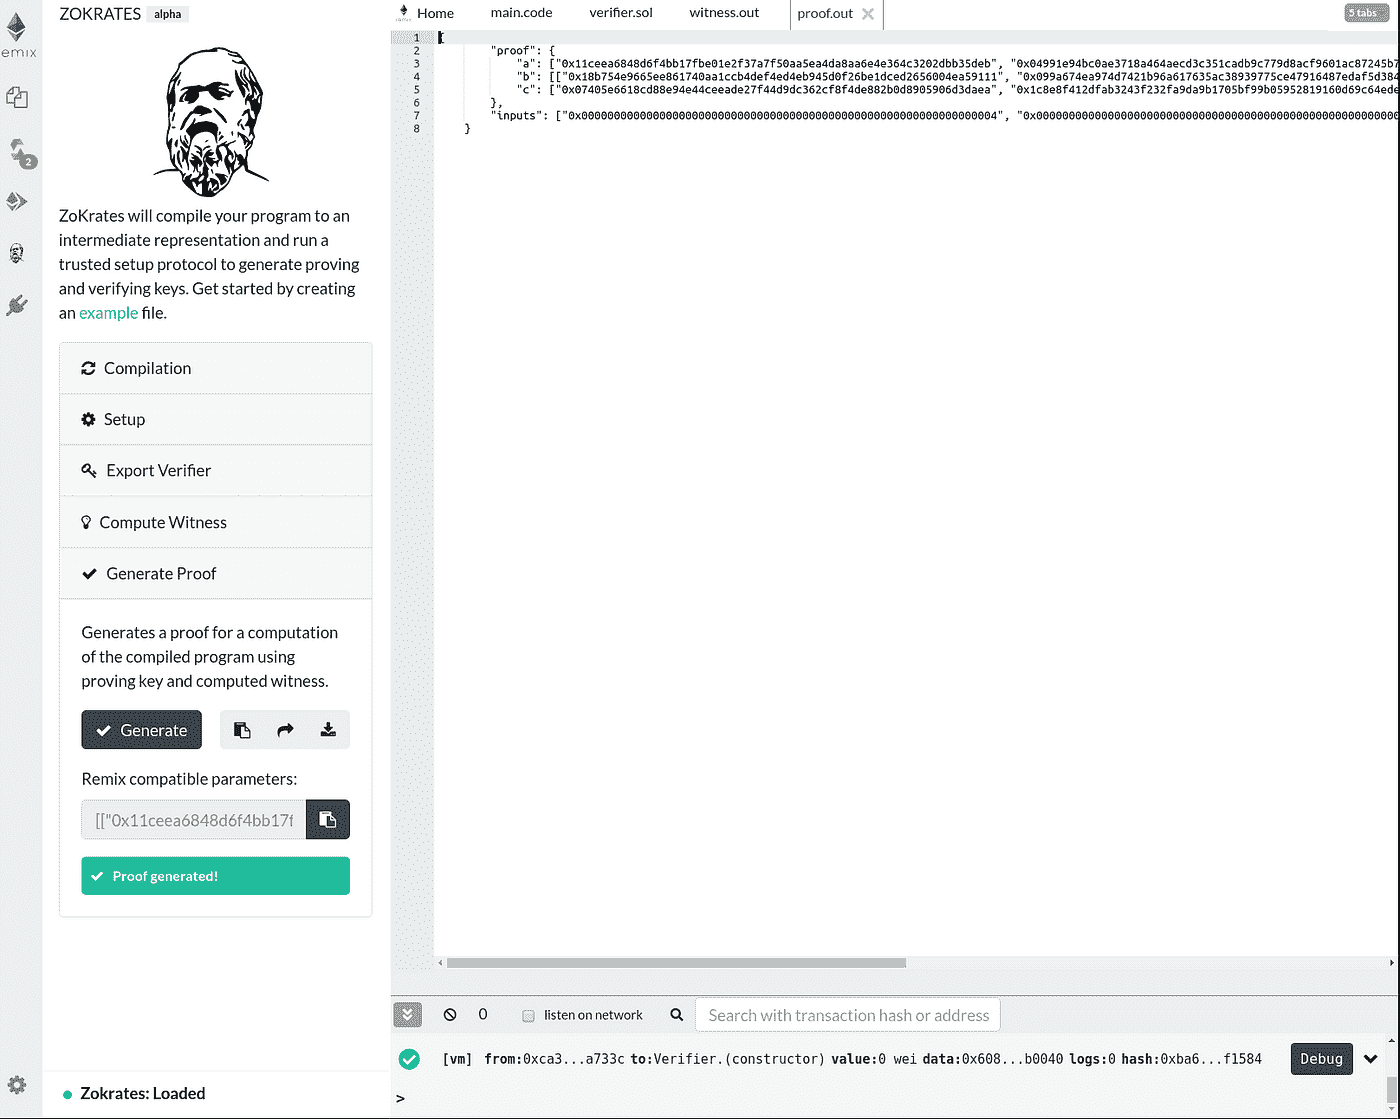 emix
2
ZOKRATES alpha
ZoKrates will compile your program to an
intermediate representation and run a
trusted setup protocol to generate proving
and verifying keys. Get started by creating
an example file.
Compilation
Setup
Export Verifier
Compute Witness
Generate Proof
Generates a proof for a computation
of the compiled program using
proving key and computed witness.
Generate
Remix compatible parameters:
[["0x11ceea6848d6f4bb17f
Proof generated!
Zokrates: Loaded
Home main.code verifier.sol witness.out proof.out 5 tabs
1 {
2 "proof": {
3 "a": ["0x11ceea6848d6f4bb17fbe01e2f37a7f50aa5ea4da8aa6e4e364c3202dbb35deb", "0x04991e94bc0ae3718a464aecd3c351cadb9c779d8acf9601ac87245b7
4 "b": [["0x18b754e9665ee861740aa1ccb4def4ed4eb945d0f26be1dced2656004ea59111", "0x099a674ea974d7421b96a617635ac38939775ce47916487edaf5d384
5 "c": ["0x07405e6618cd88e94e44ceeade27f44d9dc362cf8f4de882b0d8905906d3daea", "0x1c8e8f412dfab3243f232fa9da9b1705bf99b05952819160d69c64ede
6 },
7 "inputs": ["0x0000000000000000000000000000000000000000000000000000000000000004", "0x0000000000000000000000000000000000000000000000000000000
8 }
0 listen on network Search with transaction hash or address
[vm] from:0xca3...a733c to:Verifier.(constructor) value:0 wei data:0x608...b0040 logs:0 hash:0xba6...f1584 Debug
>